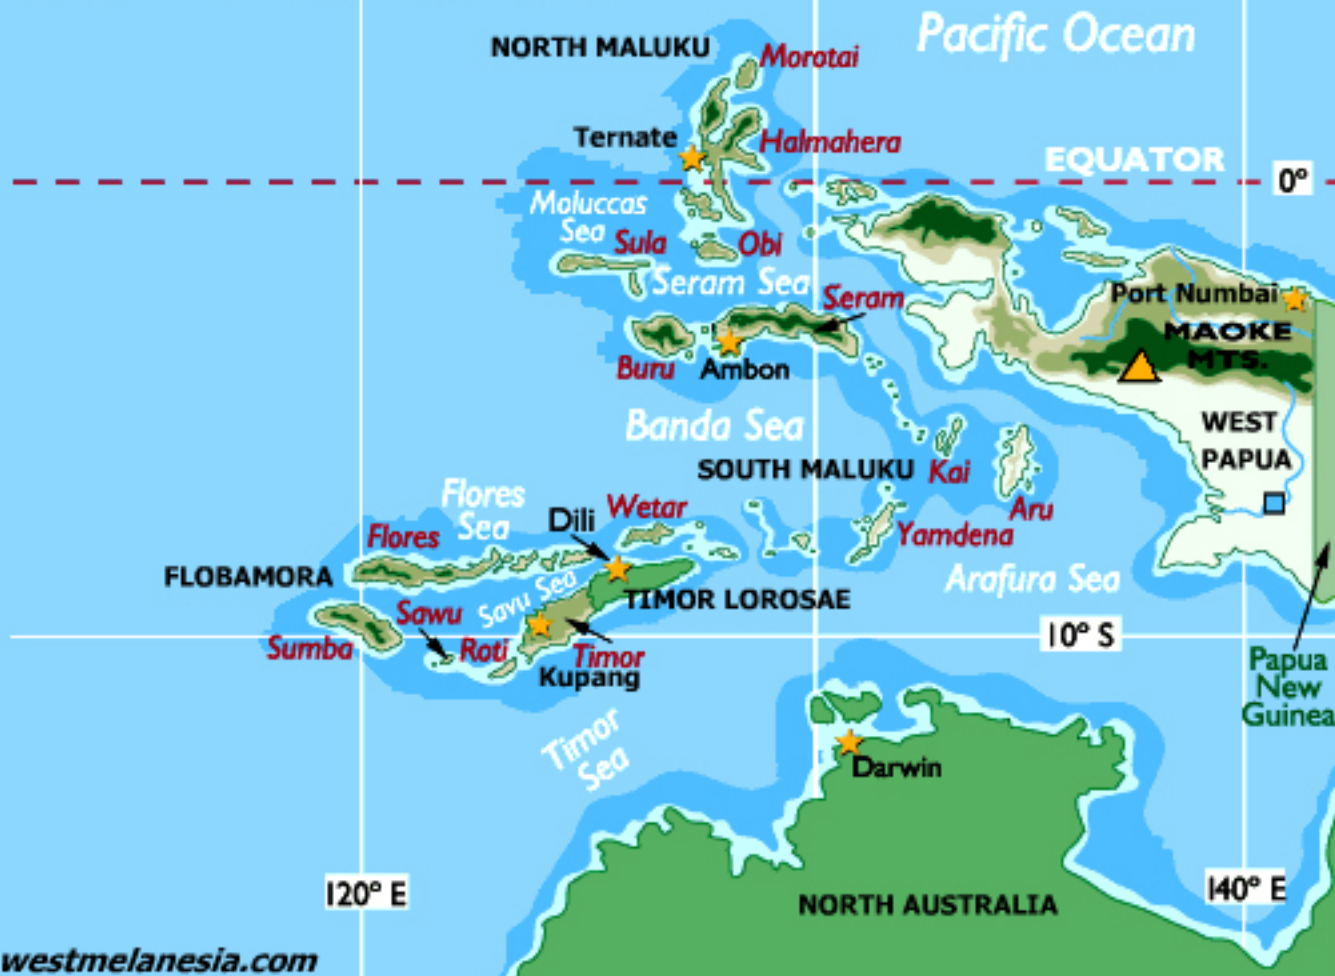 Pacific Ocean
NORTH MALUKU
Morotai
Ternate
Halmahera
EQUATOR
0°
Moluccas
Sea
Sula
Obi
Seram Sea
Seram
Port Numbai
MAOKE
MTS.
Buru
Ambon
WEST
PAPUA
Banda Sea
SOUTH MALUKU
Kai
Aru
Flores
Sea
Wetar
Dili
Flores
Yamdena
FLOBAMORA
Savu Sea
Arafura Sea
TIMOR LOROSAE
Sawu
10° S
Sumba
Roti
Timor
Kupang
Papua
New
Guinea
Timor
Sea
Darwin
120° E
140° E
NORTH AUSTRALIA
westmelanesia.com